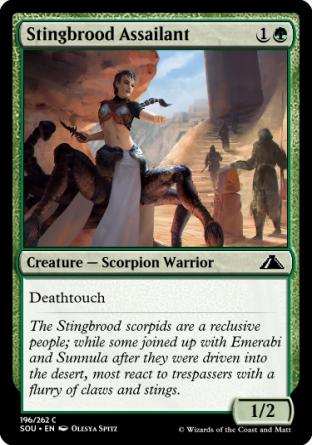 Stingbrood Assailant 1
Creature — Scorpion Warrior
Deathtouch
The Stingbrood scorpids are a reclusive
people; while some joined up with Emerabi
and Sunnula after they were driven into
the desert, most react to trespassers with a
flurry of claws and stings.
1/2
196/262 C
SOU • EN Olesya Spitz
© Wizards of the Coast and Matt